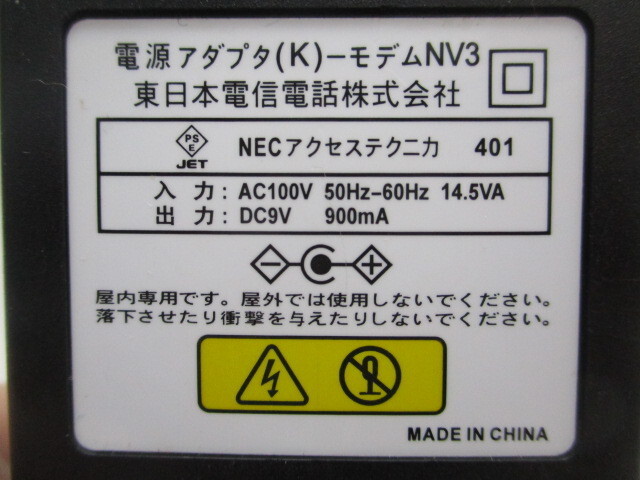 電源アダプタ(K)−モデムNV3
東日本電信電話株式会社
PS
E
JET
NECアクセステクニカ 401
入 力: AC100V 50Hz−60Hz 14.5VA
出 力: DC9V 900mA
屋内専用です。屋外では使用しないでください。
落下させたり衝撃を与えたりしないでください。
MADE IN CHINA